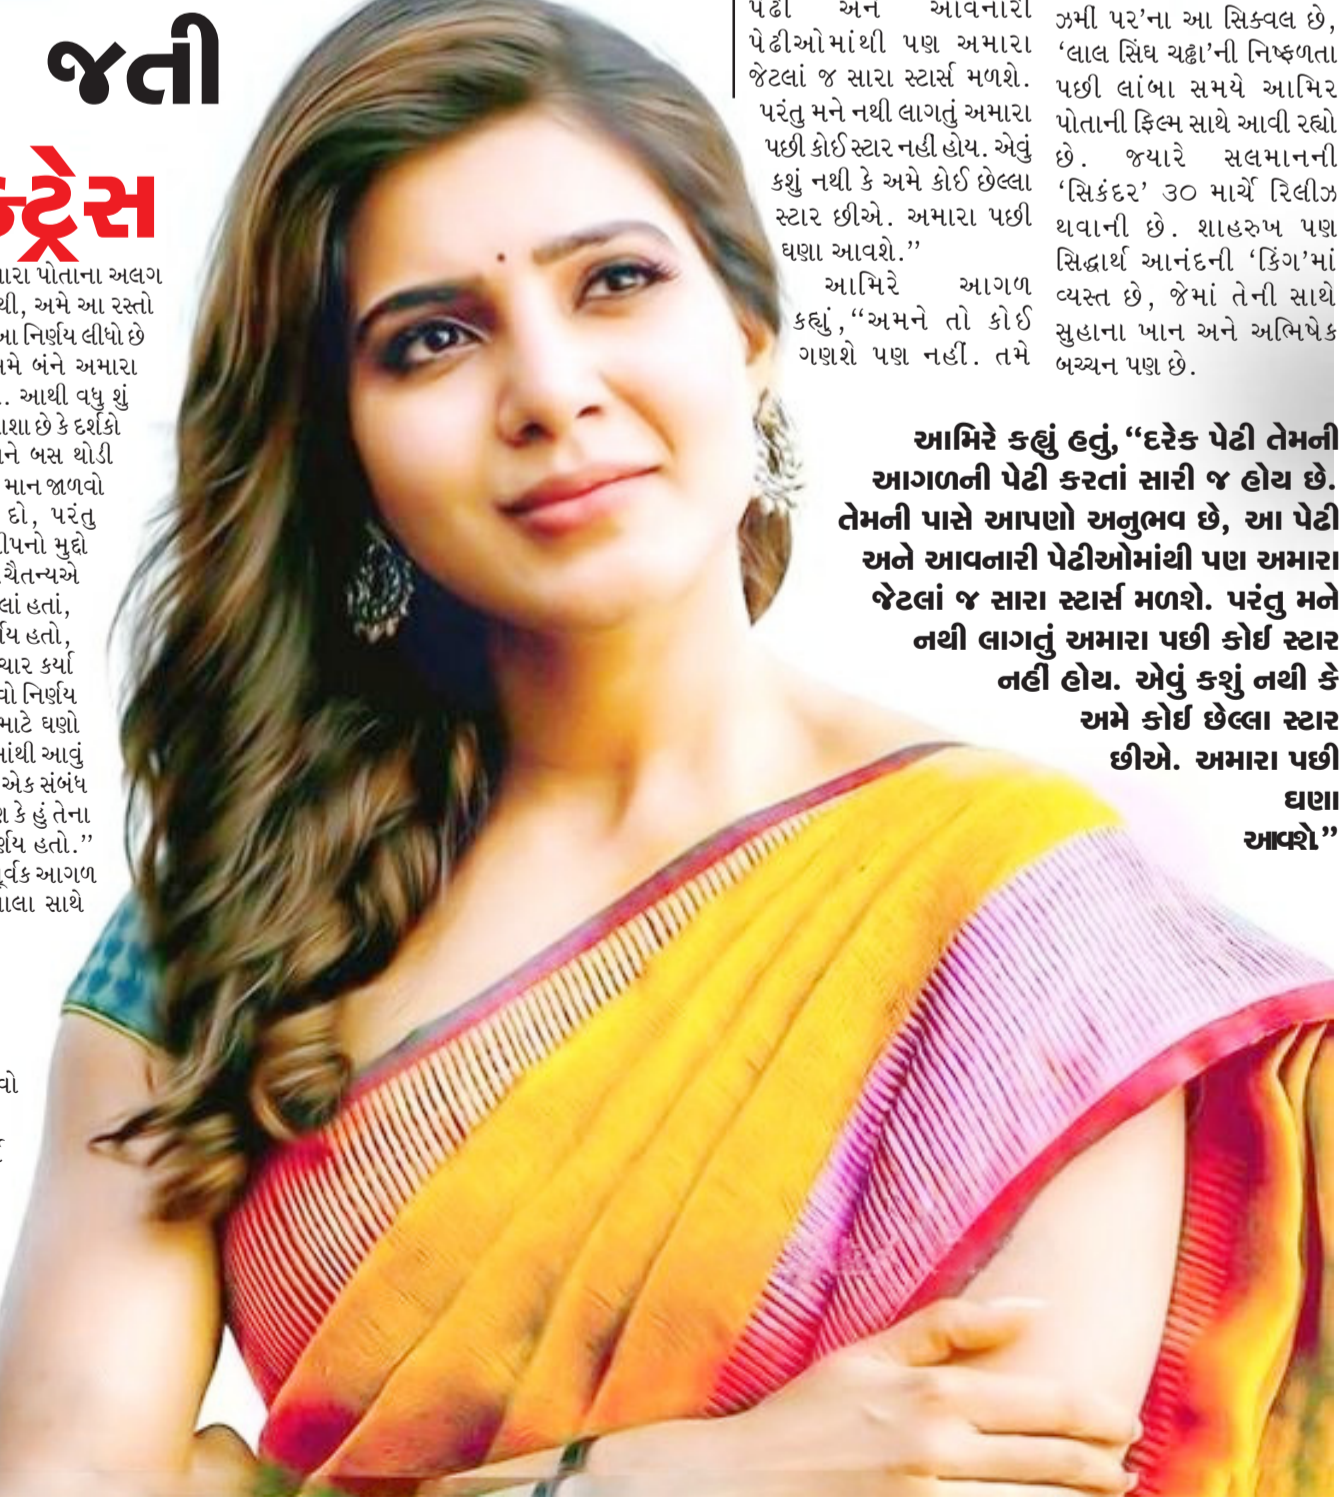 જતી
ક્ટ્રેસ
પોતાના અલગ
અમે આ રસ્તો
નિર્ણય લીધો છે
બંને અમારા
આથી વધુ શું
છે કે દર્શકો
બસ થોડી
માન જાળવો
દો, પરંતુ
મુદ્દો
ચૈતન્યએ
હતાં,
હતો,
કર્યા
નિર્ણય
માટે ઘણો
આવું
એક સંબંધ
કે હું તેના
હતો.”
આગળ
સાથે
પેઢી અને આવનારી
પેઢીઓમાંથી પણ અમારા
જેટલાં જ સારા સ્ટાર્સ મળશે.
પરંતુ મને નથી લાગતું અમારા
પછી કોઈ સ્ટાર નહીં હોય. એવું
કશું નથી કે અમે કોઈ છેલ્લા
સ્ટાર છીએ. અમારા પછી
ઘણા આવશે.”
આમિરે આગળ
કહ્યું,“અમને તો કોઈ
ગણશે પણ નહીં. તમે
ઝમીં પર’ના આ સિક્વલ છે,
‘લાલ સિંઘ ચઢ્ઢા’ની નિષ્ફળતા
પછી લાંબા સમયે આમિર
પોતાની ફિલ્મ સાથે આવી રહ્યો
છે. જયારે સલમાનની
‘સિકંદર’ ૩૦ માર્ચે રિલીઝ
થવાની છે. શાહરુખ પણ
સિદ્ધાર્થ આનંદની ‘કિંગ’માં
વ્યસ્ત છે, જેમાં તેની સાથે
સુહાના ખાન અને અભિષેક
બચ્ચન પણ છે.
આમિરે કહ્યું હતું, “દરેક પેઢી તેમની
આગળની પેઢી કરતાં સારી જ હોય છે.
તેમની પાસે આપણો અનુભવ છે, આ પેઢી
અને આવનારી પેઢીઓમાંથી પણ અમારા
જેટલાં જ સારા સ્ટાર્સ મળશે. પરંતુ મને
નથી લાગતું અમારા પછી કોઈ સ્ટાર
નહીં હોય. એવું કશું નથી કે
અમે કોઈ છેલ્લા સ્ટાર
છીએ. અમારા પછી
ઘણા
આવશે.”